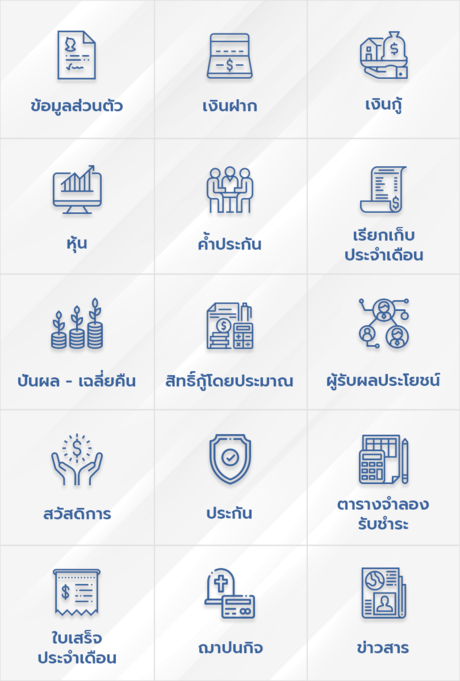 ข้อมูลส่วนตัว
เงินฝาก
เงินกู้
หุ้น
ค้ำประกัน
เรียกเก็บ
ประจำเดือน
ปันผล - เฉลี่ยคืน
สิทธิ์กู้โดยประมาณ
ผู้รับผลประโยชน์
สวัสดิการ
ประกัน
ตารางจำลอง
รับชำระ
ใบเสร็จ
ประจำเดือน
ฌาปนกิจ
ข่าวสาร